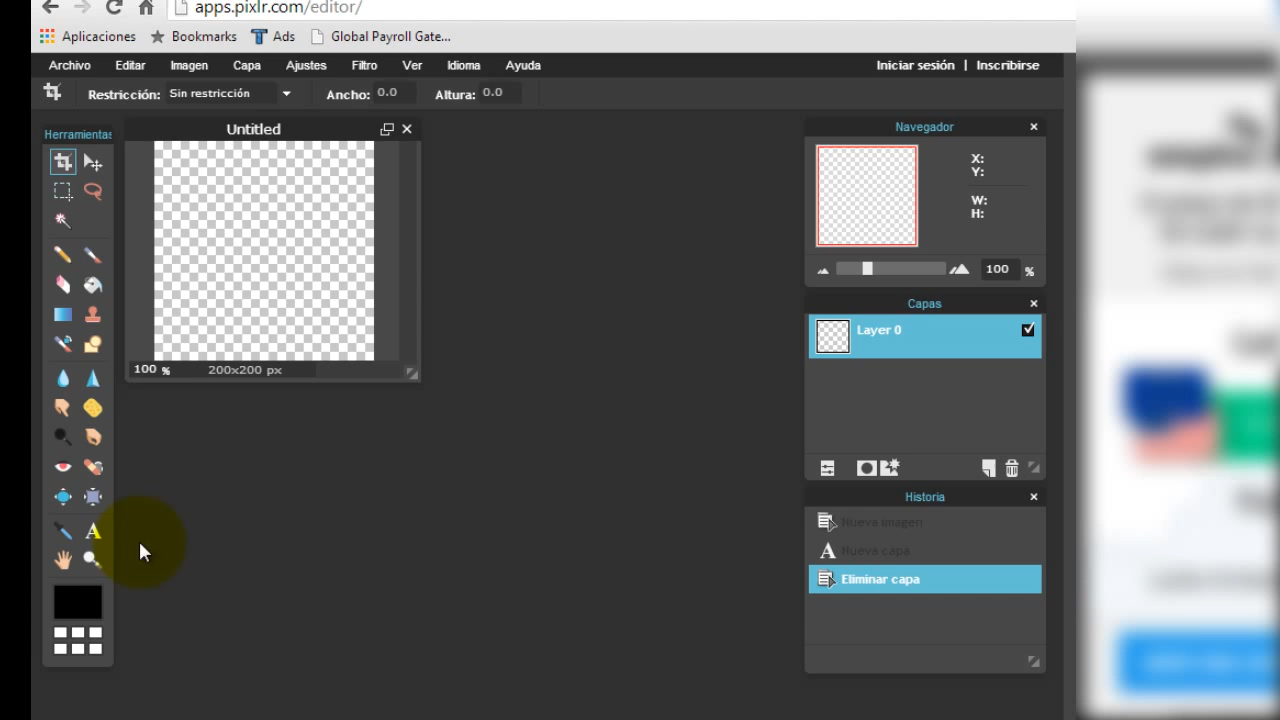 apps.pixlr.com/editor/
Aplicaciones Bookmarks Ads Global Payroll Gate...
Archivo Editar Imagen Capa Ajustes Filtro Ver Idioma Ayuda Iniciar sesión | Inscribirse
Restricción: Sin restricción Ancho: 0.0 Altura: 0.0
Herramientas
Untitled
100 % 200x200 px
Navegador
X:
Y:
W:
H:
100 %
Capas
Layer 0
Historia
Nueva imagen
Nueva capa
Eliminar capa